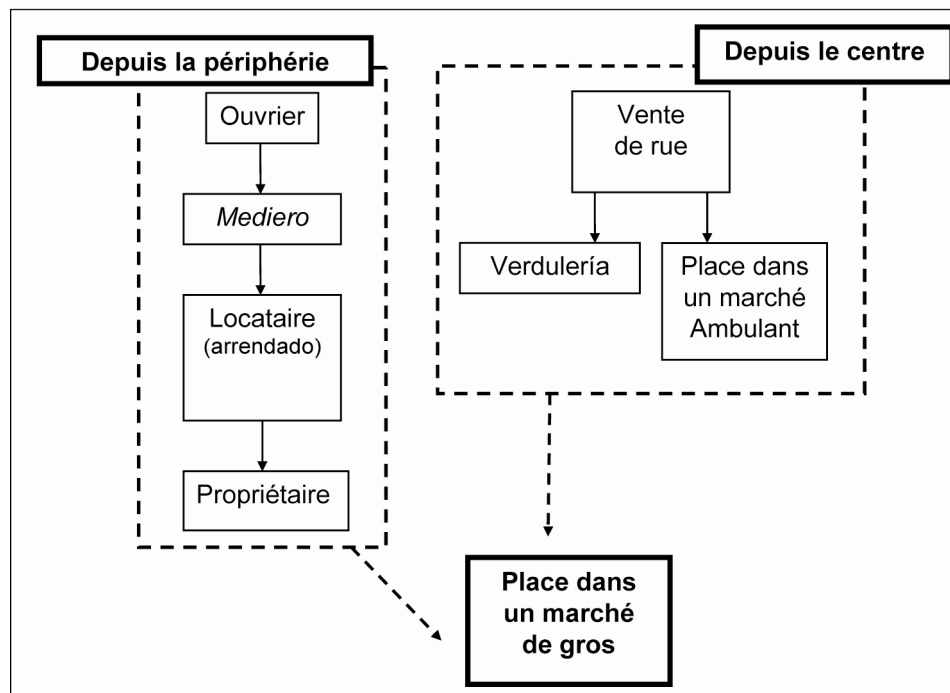 Depuis la périphérie
Ouvrier
Mediero
Locataire
(arrendado)
Propriétaire
Depuis le centre
Vente
de rue
Verdulería
Place dans
un marché
Ambulant
Place dans
un marché
de gros